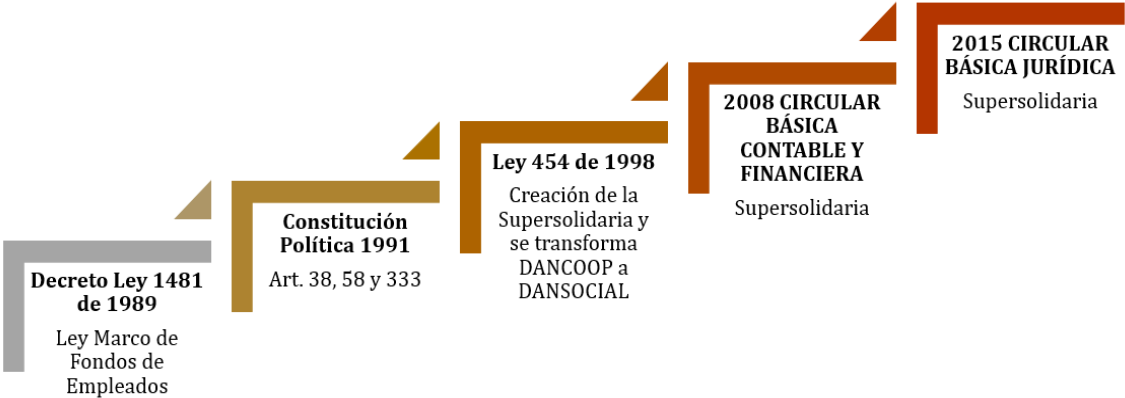 Decreto Ley 1481
de 1989
Ley Marco de
Fondos de
Empleados
Constitución
Política 1991
Art. 38, 58 y 333
Ley 454 de 1998
Creación de la
Supersolidaria y
se transforma
DANCOOP a
DANSOCIAL
2008 CIRCULAR
BÁSICA
CONTABLE Y
FINANCIERA
Supersolidaria
2015 CIRCULAR
BÁSICA JURÍDICA
Supersolidaria